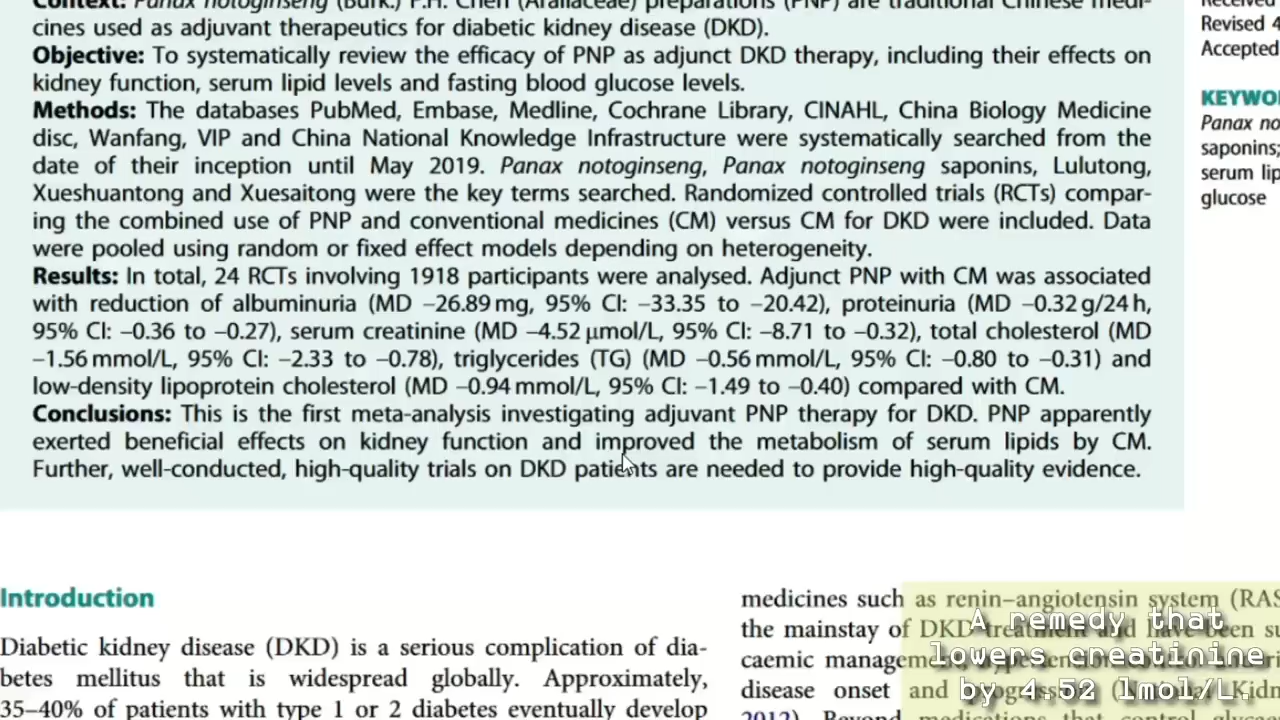 Context: Panax notoginseng (Burk.) F.H. Chen (Araliaceae) preparations (PNP) are traditional Chinese medi-
cines used as adjuvant therapeutics for diabetic kidney disease (DKD).
Objective: To systematically review the efficacy of PNP as adjunct DKD therapy, including their effects on
kidney function, serum lipid levels and fasting blood glucose levels.
Methods: The databases PubMed, Embase, Medline, Cochrane Library, CINAHL, China Biology Medicine
disc, Wanfang, VIP and China National Knowledge Infrastructure were systematically searched from the
date of their inception until May 2019. Panax notoginseng, Panax notoginseng saponins, Lulutong,
Xueshuantong and Xuesaitong were the key terms searched. Randomized controlled trials (RCTs) compar-
ing the combined use of PNP and conventional medicines (CM) versus CM for DKD were included. Data
were pooled using random or fixed effect models depending on heterogeneity.
Results: In total, 24 RCTs involving 1918 participants were analysed. Adjunct PNP with CM was associated
with reduction of albuminuria (MD −26.89 mg, 95% CI: −33.35 to −20.42), proteinuria (MD −0.32 g/24 h,
95% CI: −0.36 to −0.27), serum creatinine (MD −4.52 μmol/L, 95% CI: −8.71 to −0.32), total cholesterol (MD
−1.56 mmol/L, 95% CI: −2.33 to −0.78), triglycerides (TG) (MD −0.56 mmol/L, 95% CI: −0.80 to −0.31) and
low-density lipoprotein cholesterol (MD −0.94 mmol/L, 95% CI: −1.49 to −0.40) compared with CM.
Conclusions: This is the first meta-analysis investigating adjuvant PNP therapy for DKD. PNP apparently
exerted beneficial effects on kidney function and improved the metabolism of serum lipids by CM.
Further, well-conducted, high-quality trials on DKD patients are needed to provide high-quality evidence.
Received
Revised 4
Accepted
KEYWO
Panax no
saponins;
serum lip
glucose
Introduction
Diabetic kidney disease (DKD) is a serious complication of dia-
betes mellitus that is widespread globally. Approximately,
35–40% of patients with type 1 or 2 diabetes eventually develop
medicines such as renin–angiotensin system (RAS
the mainstay of DKD treatment and have been su
caemic manage
disease onset and
2012). Beyond medications that control
A remedy that
lowers creatinine
by 4.52 lmol/L.